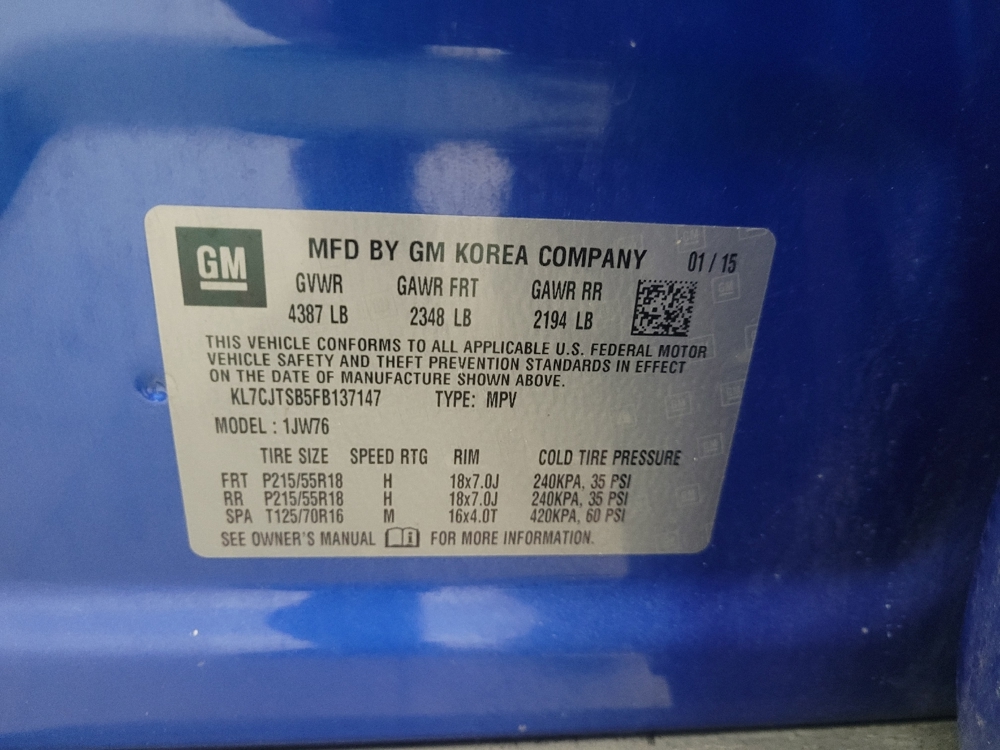 GM
MFD BY GM KOREA COMPANY 01 / 15
GVWR GAWR FRT GAWR RR
4387 LB 2348 LB 2194 LB
THIS VEHICLE CONFORMS TO ALL APPLICABLE U.S. FEDERAL MOTOR
VEHICLE SAFETY AND THEFT PREVENTION STANDARDS IN EFFECT
ON THE DATE OF MANUFACTURE SHOWN ABOVE.
KL7CJTSB5FB137147 TYPE: MPV
MODEL : 1JW76
TIRE SIZE SPEED RTG RIM COLD TIRE PRESSURE
FRT P215/55R18 H 18x7.0J 240KPA, 35 PSI
RR P215/55R18 H 18x7.0J 240KPA, 35 PSI
SPA T125/70R16 M 16x4.0T 420KPA, 60 PSI
SEE OWNER'S MANUAL i FOR MORE INFORMATION.